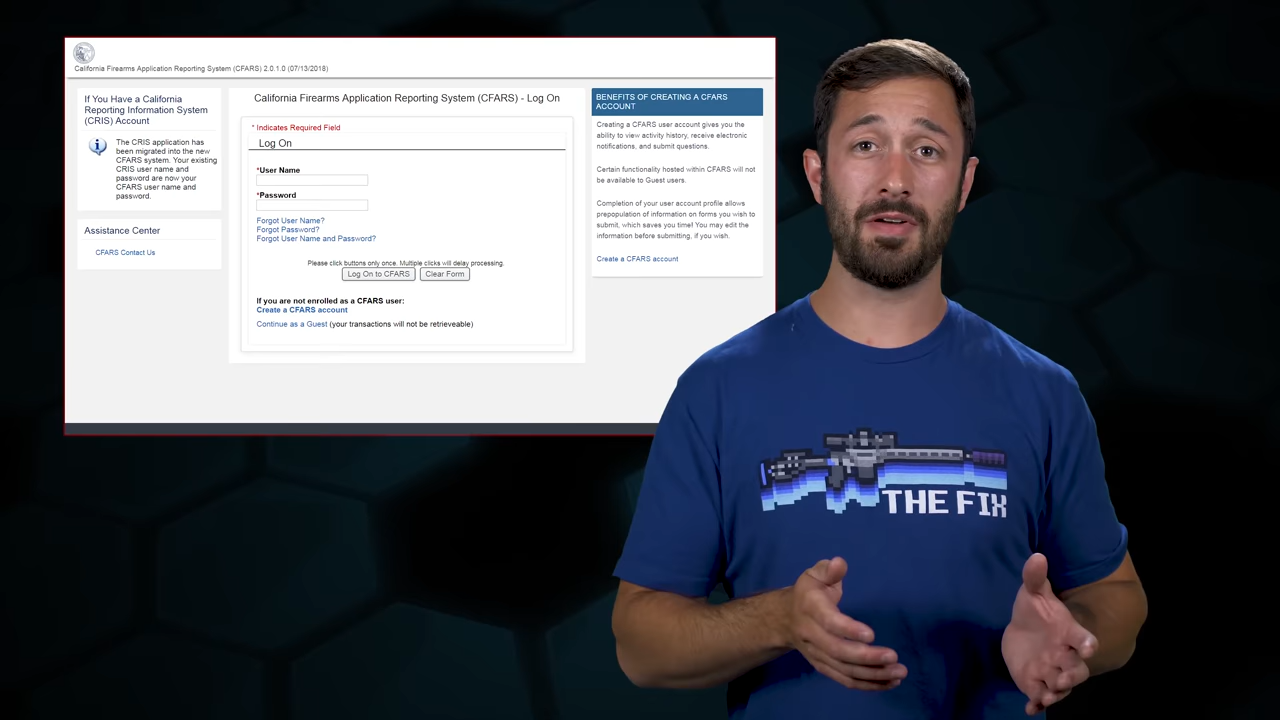 California Firearms Application Reporting System (CFARS) 2.0.1.0 (07/13/2018)
If You Have a California
Reporting Information System
(CRIS) Account
The CRIS application has
been migrated into the new
CFARS system. Your existing
CRIS user name and
password are now your
CFARS user name and
password.
Assistance Center
CFARS Contact Us
California Firearms Application Reporting System (CFARS) - Log On
* Indicates Required Field
Log On
*User Name
*Password
Forgot User Name?
Forgot Password?
Forgot User Name and Password?
Please click buttons only once. Multiple clicks will delay processing.
Log On to CFARS Clear Form
If you are not enrolled as a CFARS user:
Create a CFARS account
Continue as a Guest (your transactions will not be retrieveable)
BENEFITS OF CREATING A CFARS
ACCOUNT
Creating a CFARS user account gives you the
ability to view activity history, receive electronic
notifications, and submit questions.
Certain functionality hosted within CFARS will not
be available to Guest users.
Completion of your user account profile allows
prepopulation of information on forms you wish to
submit, which saves you time! You may edit the
information before submitting, if you wish.
Create a CFARS account
THE FIX